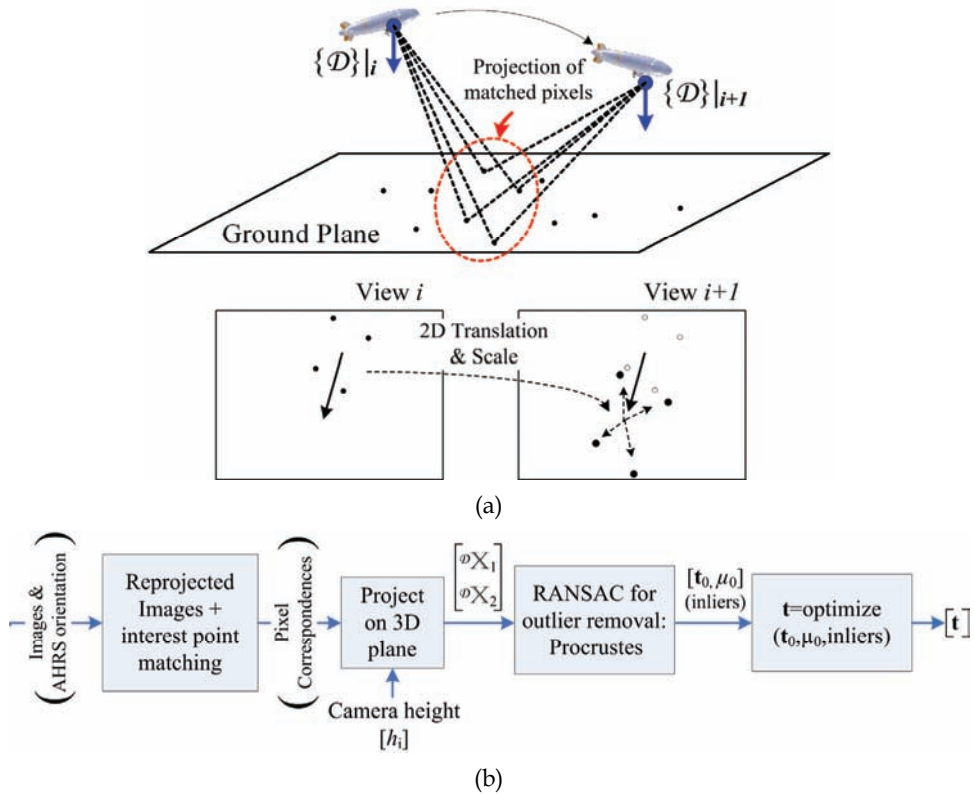 {𝒟}|i
{𝒟}|i+1
Projection of
matched pixels
Ground Plane
View i
View i+1
2D Translation
& Scale
(a)
(Images &
AHRS orientation)
Reprojected
Images +
interest point
matching
(Pixel
Correspondences)
Project
on 3D
plane
Camera height
[hi]
[𝒟𝕏1
𝒟𝕏2]
RANSAC for
outlier removal:
Procrustes
[t0, μ0]
(inliers)
t=optimize
(t0,μ0,inliers)
[t]
(b)